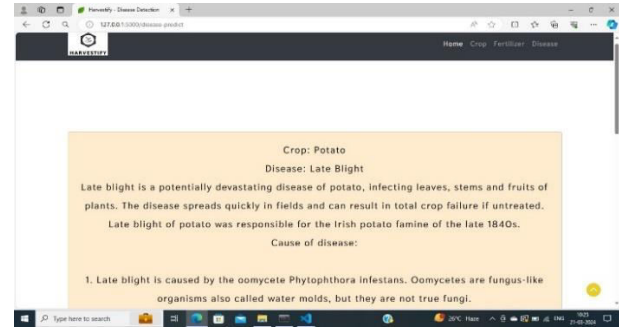 Harvestify - Disease Detection
127.0.0.1:5000/disease-predict
HARVESTIFY
Home Crop Fertilizer Disease
Crop: Potato
Disease: Late Blight
Late blight is a potentially devastating disease of potato, infecting leaves, stems and fruits of
plants. The disease spreads quickly in fields and can result in total crop failure if untreated.
Late blight of potato was responsible for the Irish potato famine of the late 1840s.
Cause of disease:
1. Late blight is caused by the oomycete Phytophthora infestans. Oomycetes are fungus-like
organisms also called water molds, but they are not true fungi.
Type here to search
26°C Haze
ENG
21-03-2024